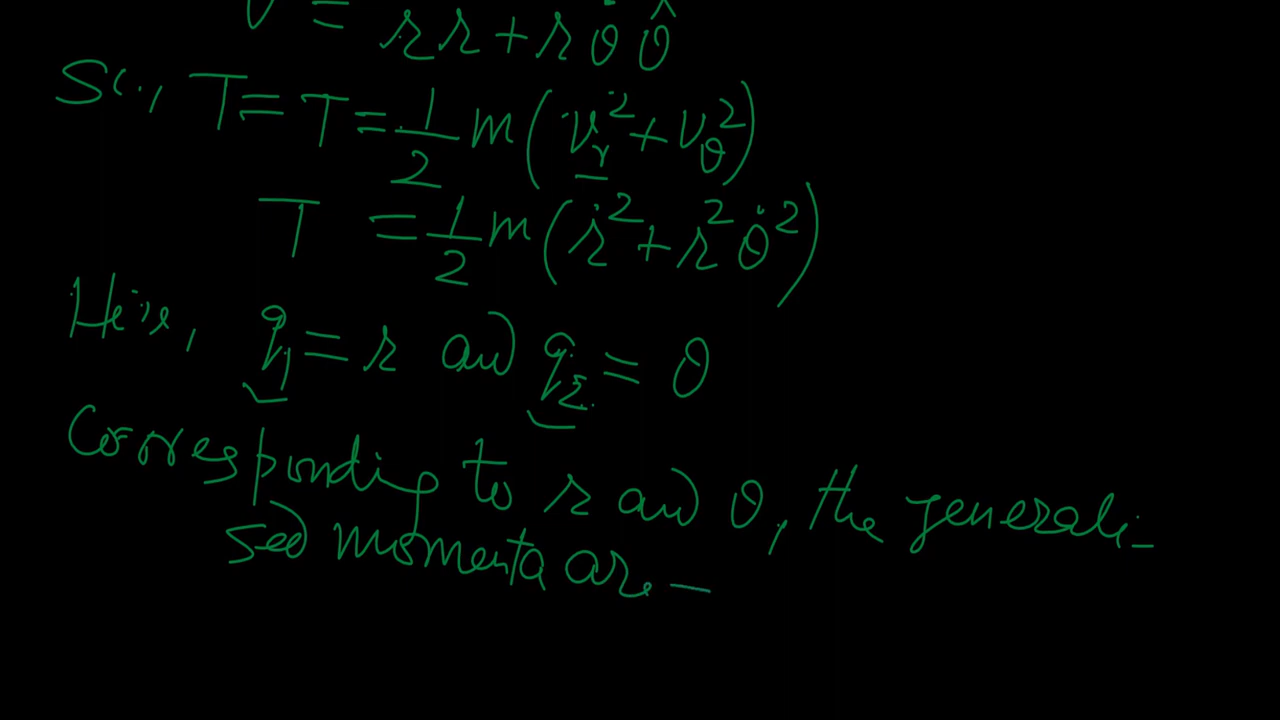 v = ṙr̂ + rθ̇ θ̂
So, T = T = 1/2 m(v_r² + v_θ²)
T = 1/2 m(ṙ² + r²θ̇²)
Here, q₁ = r and q₂ = θ
Corresponding to r and θ, the generali-
sed momenta are —